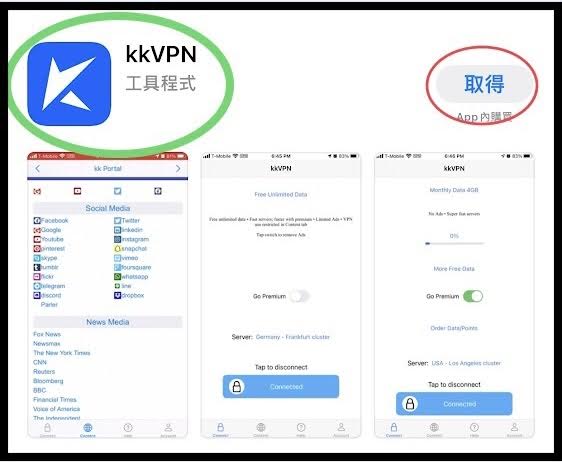 kkVPN
工具程式
取得
App內購買
T-Mobile
81%
kk Portal
Social Media
Facebook
Twitter
Google
linkedin
Youtube
instagram
pinterest
snapchat
skype
vimeo
tumblr
foursquare
flickr
whatsapp
telegram
line
discord
dropbox
Parler
News Media
Fox News
Newsmax
The New York Times
CNN
Reuters
Bloomberg
BBC
Financial Times
Voice of America
The Independent
Connect
Content
Help
Account
T-Mobile
6:45 PM
83%
kkVPN
Free Unlimited Data
Free unlimited data • Fast servers; faster with premium • Limited Ads • VPN
use restricted in Content tab
Tap switch to remove Ads
Go Premium
Server: Germany - Frankfurt cluster
Tap to disconnect
Connected
Connect
Content
Help
Account
T-Mobile
6:46 PM
83%
kkVPN
Monthly Data 4GB
No Ads • Super fast servers
0%
More Free Data
Go Premium
Order Data/Points
Server: USA - Los Angeles cluster
Tap to disconnect
Connected
Connect
Content
Help
Account